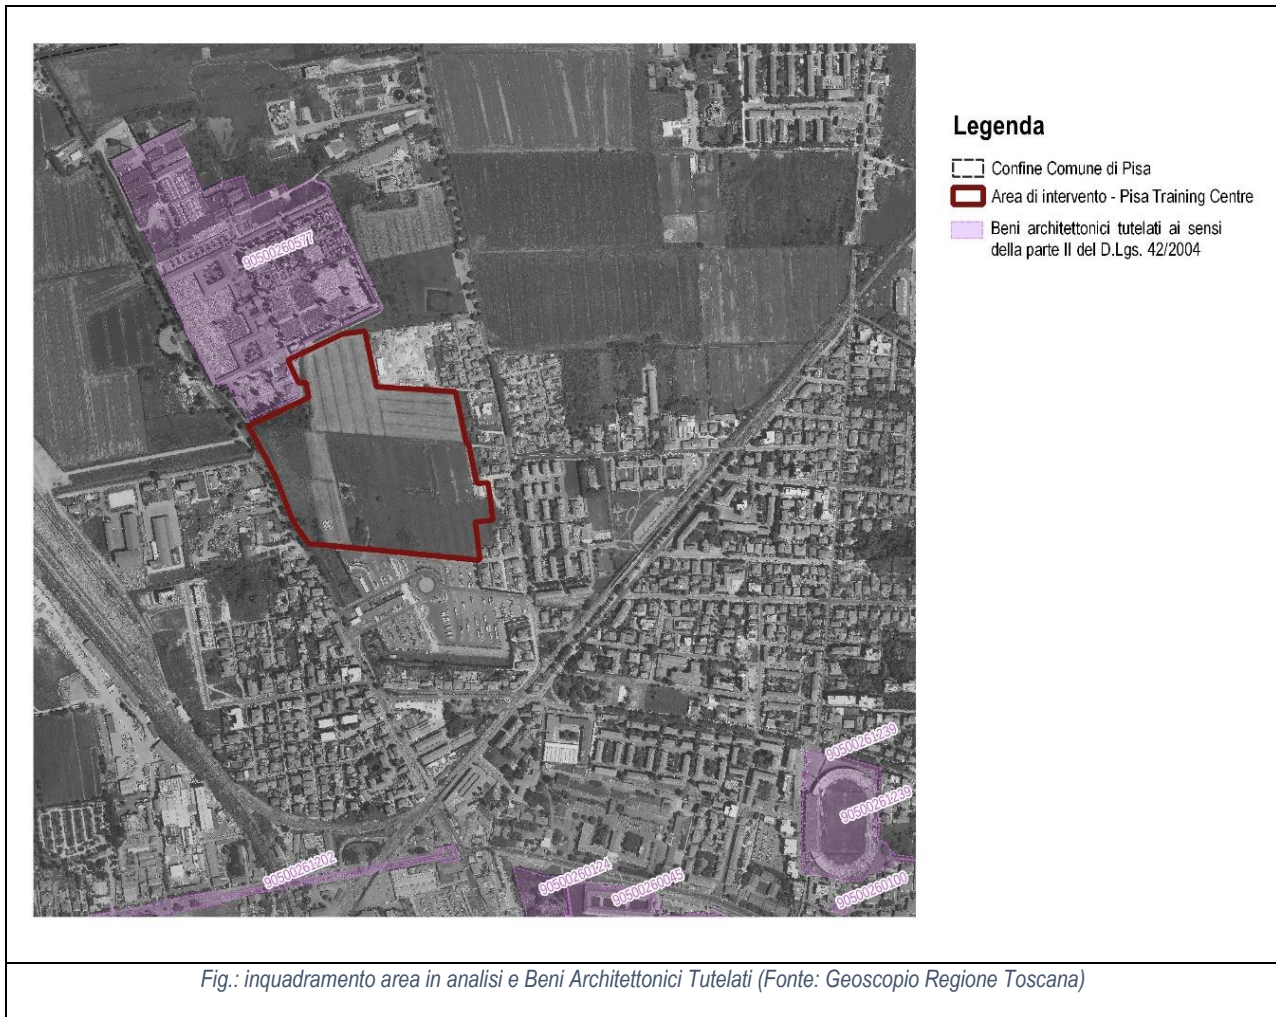 Legenda
Confine Comune di Pisa
Area di intervento - Pisa Training Centre
Beni architettonici tutelati ai sensi
della parte II del D.Lgs. 42/2004
90500260577
90500261239
90500261239
90500261202
90500260124
90500260045
90500260100
Fig.: inquadramento area in analisi e Beni Architettonici Tutelati (Fonte: Geoscopio Regione Toscana)